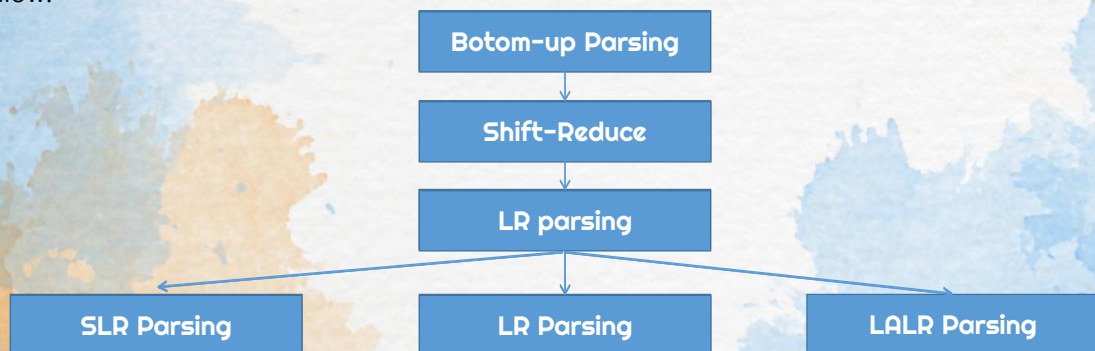 Botom-up Parsing
Shift-Reduce
LR parsing
SLR Parsing
LR Parsing
LALR Parsing